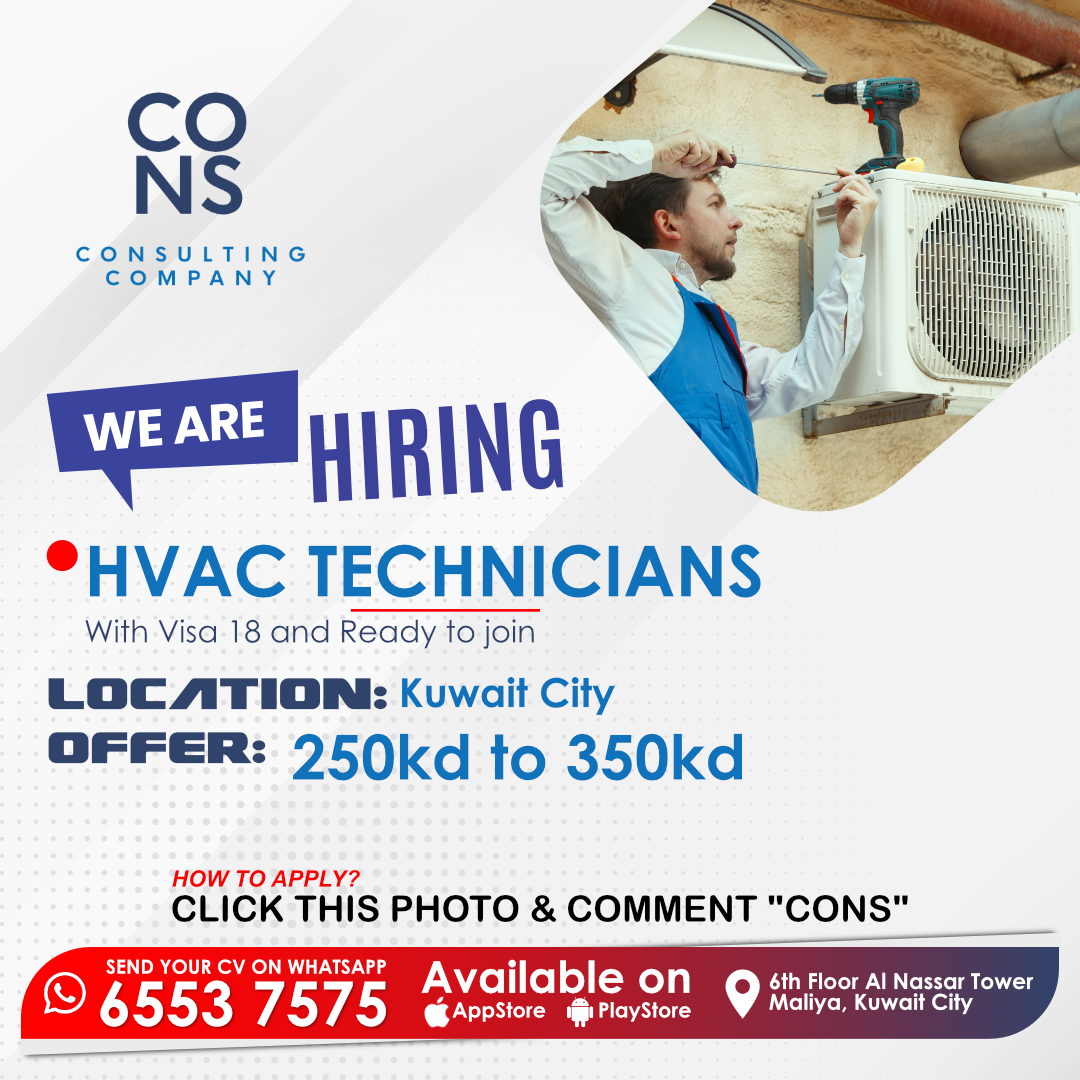 CO
NS
CONSULTING
COMPANY
WE ARE
HIRING
HVAC TECHNICIANS
With Visa 18 and Ready to join
LOCATION: Kuwait City
OFFER: 250kd to 350kd
HOW TO APPLY?
CLICK THIS PHOTO & COMMENT "CONS"
SEND YOUR CV ON WHATSAPP
6553 7575
Available on
AppStore
PlayStore
6th Floor Al Nassar Tower
Maliya, Kuwait City